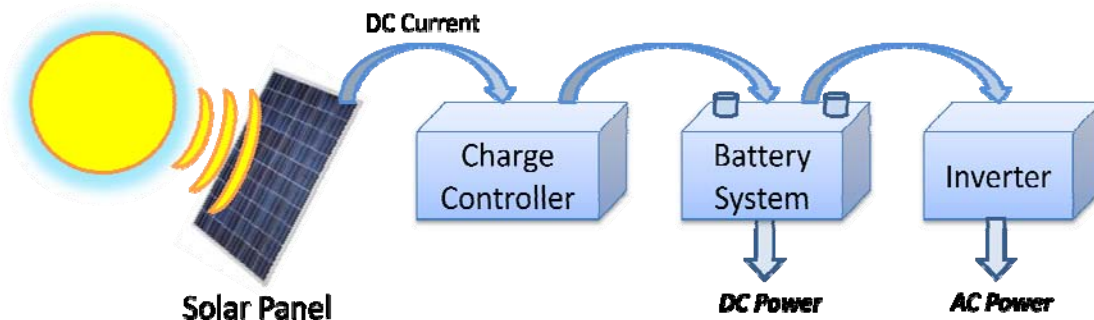 DC Current
Charge
Controller
Battery
System
Inverter
Solar Panel
DC Power
AC Power